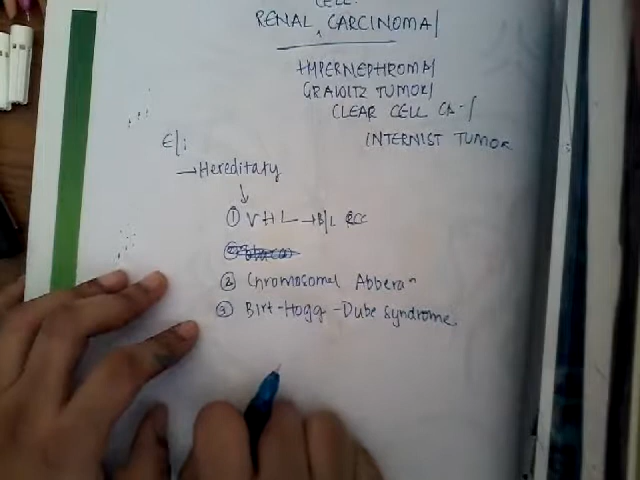 CELL.
RENAL CARCINOMA/
HYPERNEPHROMA/
GRAWITZ TUMOR/
CLEAR CELL CA-/
INTERNIST TUMOR
E/:
→Hereditary
↓
① VHL→B/L RCC
② Chromosomal Abberaⁿ
③ Birt-Hogg-Dube Syndrome